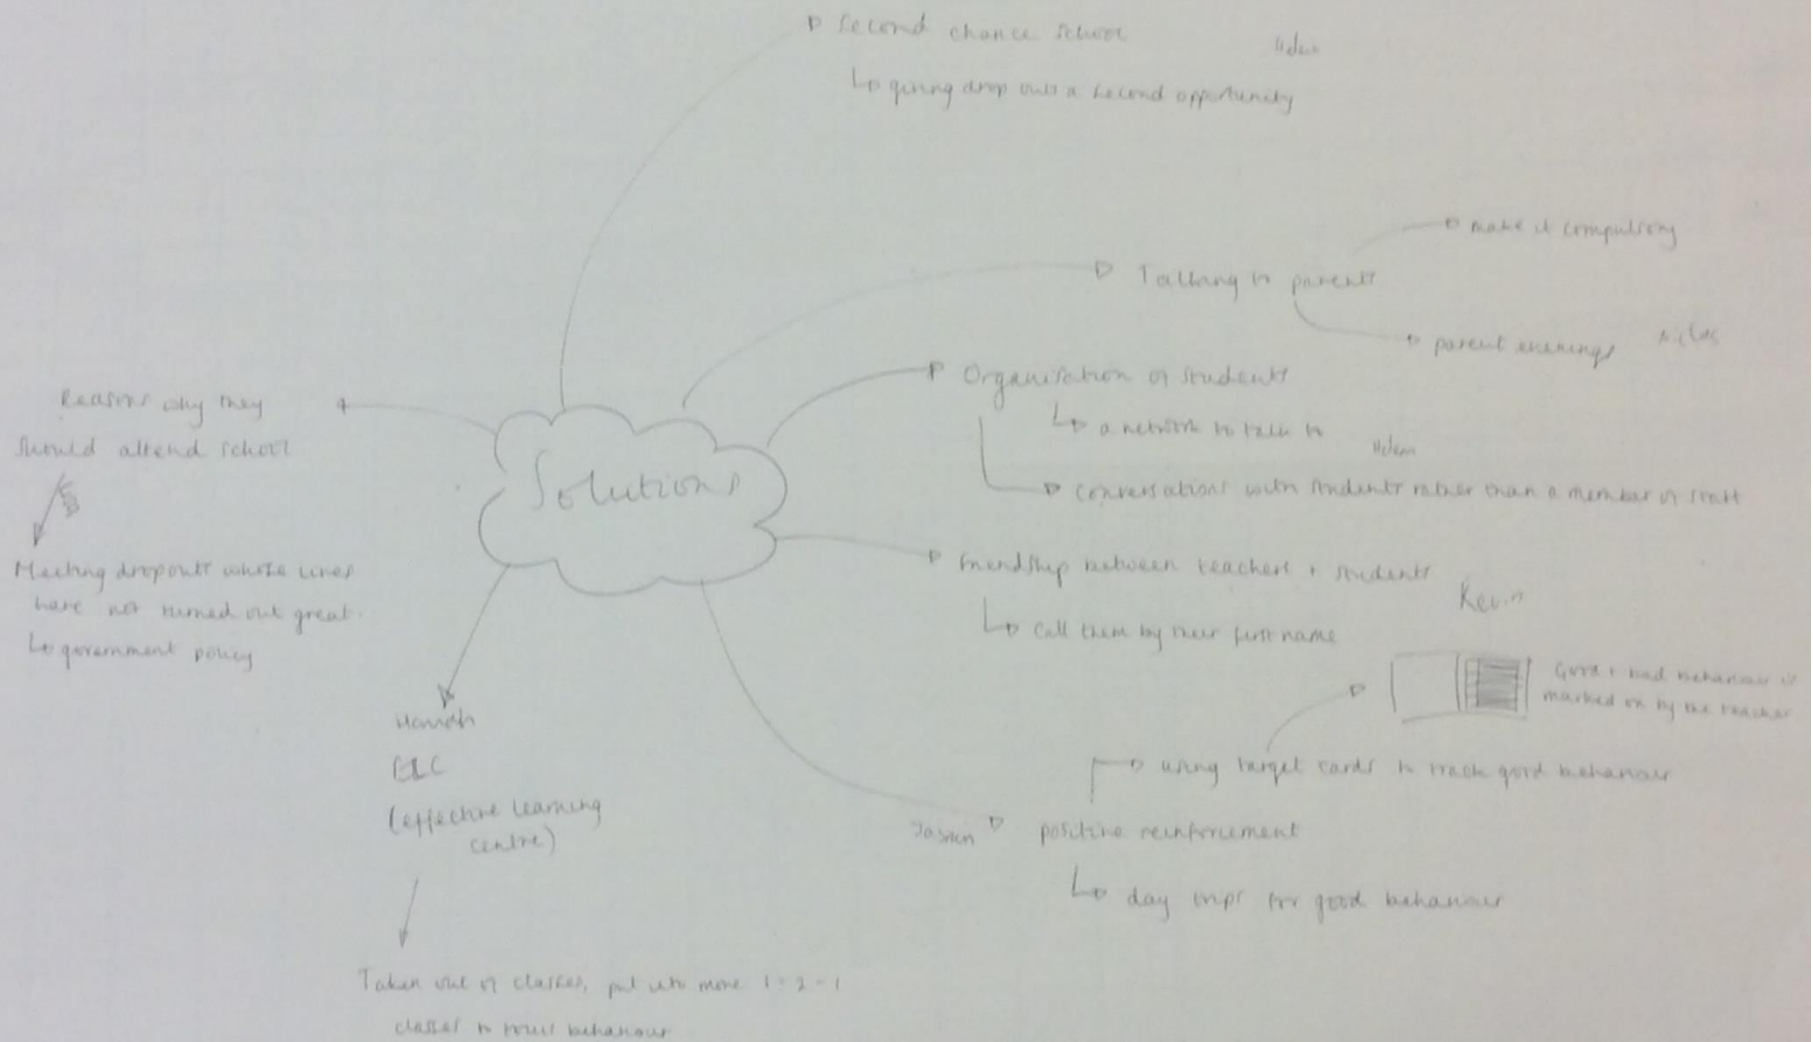 Second chance school
giving drop outs a second opportunity
make it compulsory
Talking to parents
parent evenings
Organisation of students
a network to talk to
conversations with students rather than a member of staff
Reasons why they
should attend school
Solutions
Meeting dropouts whose lives
have not turned out great.
government policy
friendship between teachers + students
Kevin
call them by their first name
Good + bad behaviour is
marked on by the teacher
Hannah
ELC
(effective learning
centre)
using target cards to track good behaviour
positive reinforcement
day trips for good behaviour
Taken out of classes, put into more 1-2-1
classes to behaviour